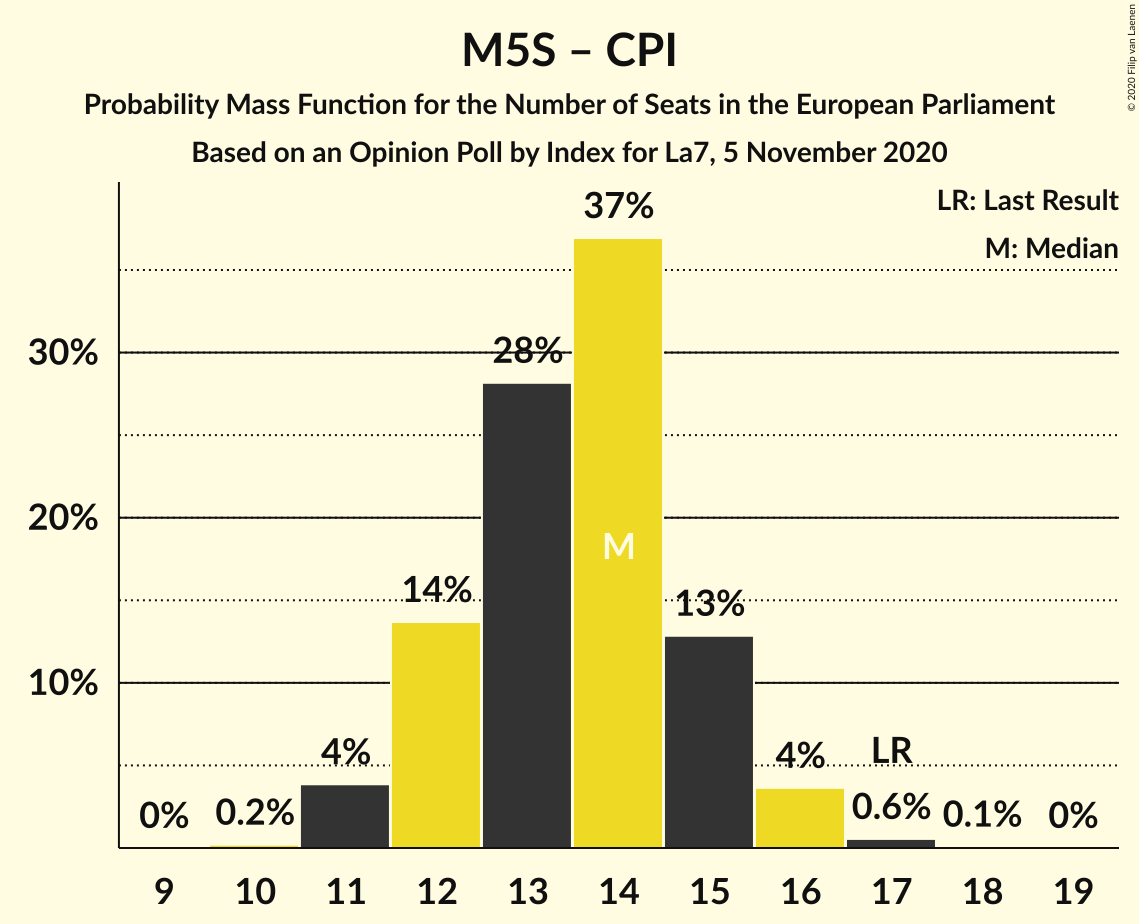 M5S – CPI
Probability Mass Function for the Number of Seats in the European Parliament
Based on an Opinion Poll by Index for La7, 5 November 2020
© 2020 Filip van Laenen
LR: Last Result
M: Median
30%
20%
10%
0%
0.2%
4%
14%
28%
37%
M
13%
4%
LR
0.6%
0.1%
0%
9 10 11 12 13 14 15 16 17 18 19